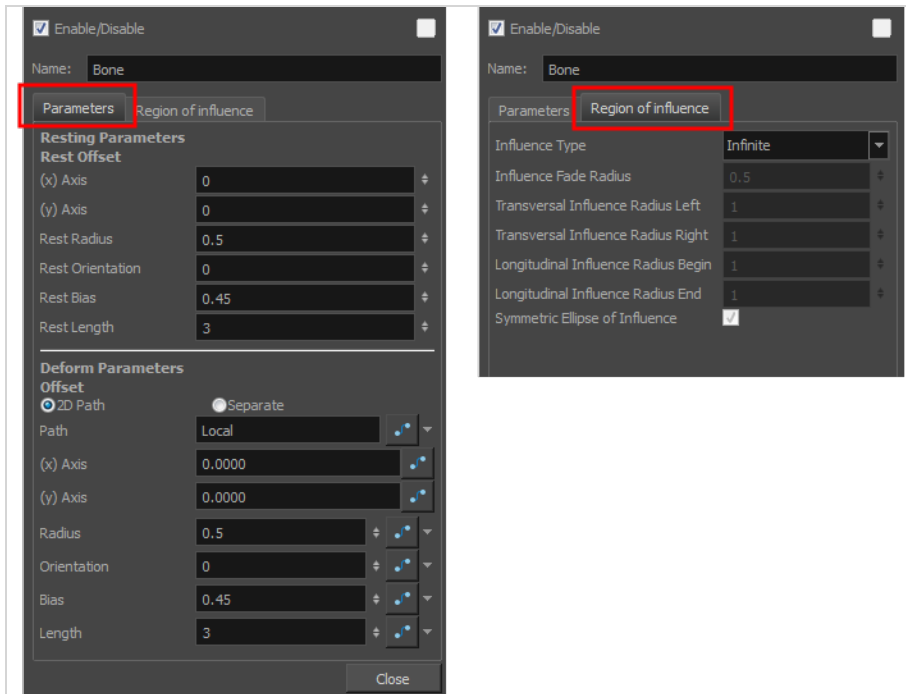 Enable/Disable
Name: Bone
Parameters Region of influence
Resting Parameters
Rest Offset
(x) Axis 0
(y) Axis 0
Rest Radius 0.5
Rest Orientation 0
Rest Bias 0.45
Rest Length 3
Deform Parameters
Offset
2D Path Separate
Path Local
(x) Axis 0.0000
(y) Axis 0.0000
Radius 0.5
Orientation 0
Bias 0.45
Length 3
Close
Enable/Disable
Name: Bone
Parameters Region of influence
Influence Type Infinite
Influence Fade Radius 0.5
Transversal Influence Radius Left 1
Transversal Influence Radius Right 1
Longitudinal Influence Radius Begin 1
Longitudinal Influence Radius End 1
Symmetric Ellipse of Influence